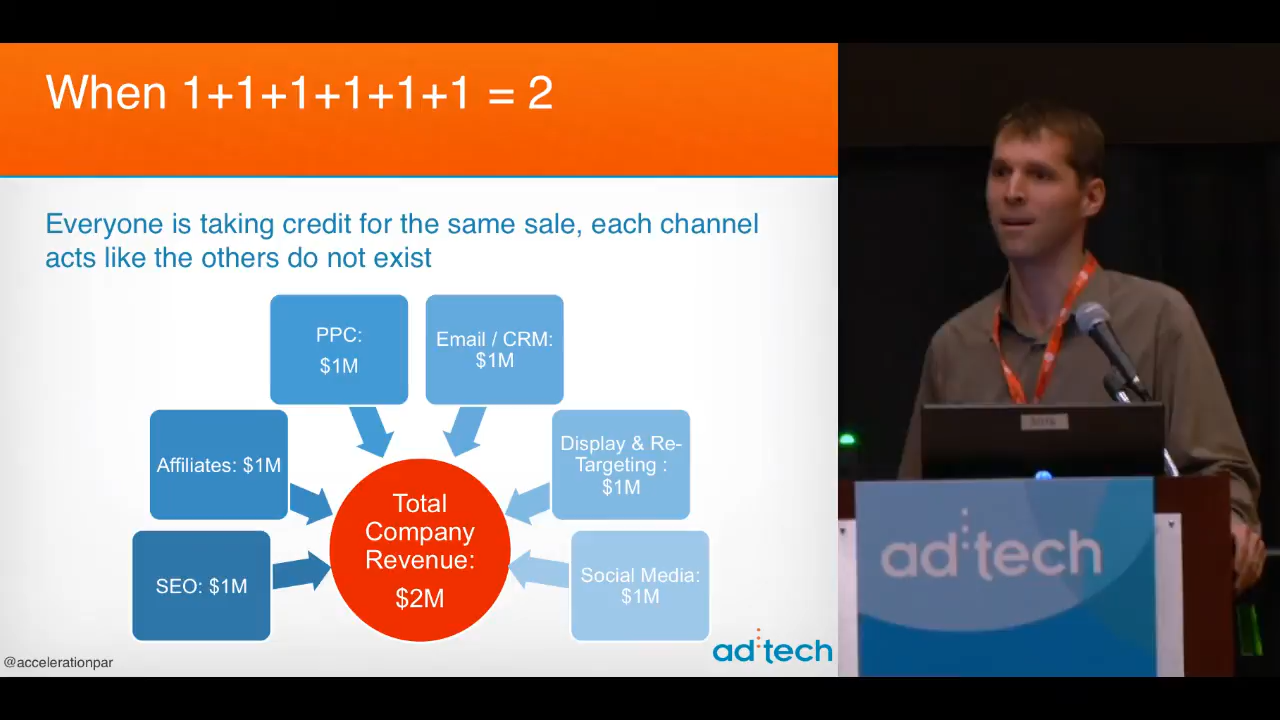 When 1+1+1+1+1+1 = 2
Everyone is taking credit for the same sale, each channel
acts like the others do not exist
PPC:
$1M
Email / CRM:
$1M
Affiliates: $1M
Display & Re-
Targeting :
$1M
SEO: $1M
Social Media:
$1M
Total
Company
Revenue:
$2M
@accelerationpar
ad:tech
ad:tech